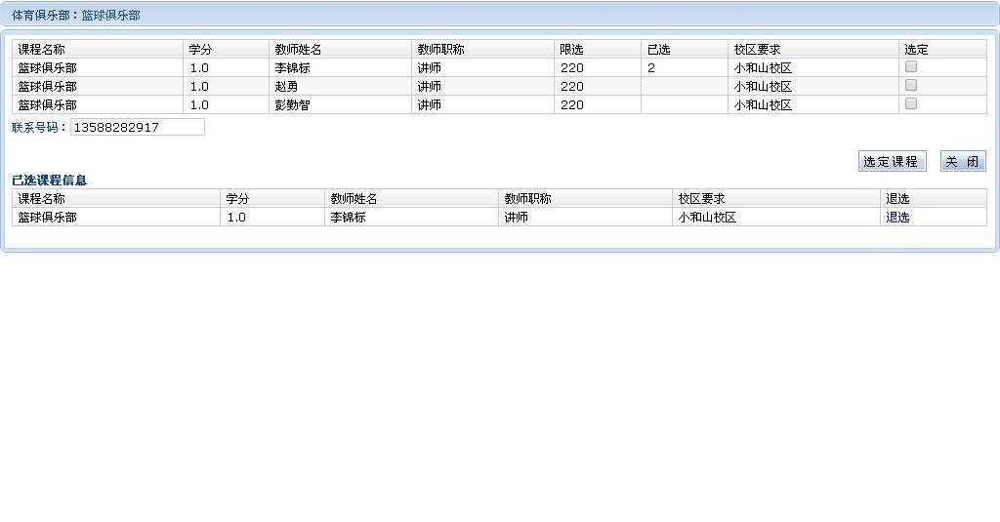 体育俱乐部：篮球俱乐部
课程名称 学分 教师姓名 教师职称 限选 已选 校区要求 选定
篮球俱乐部 1.0 李锦标 讲师 220 2 小和山校区
篮球俱乐部 1.0 赵勇 讲师 220 小和山校区
篮球俱乐部 1.0 彭勤智 讲师 220 小和山校区
联系号码：13588282917
选定课程 关 闭
已选课程信息
课程名称 学分 教师姓名 教师职称 校区要求 退选
篮球俱乐部 1.0 李锦标 讲师 小和山校区 退选